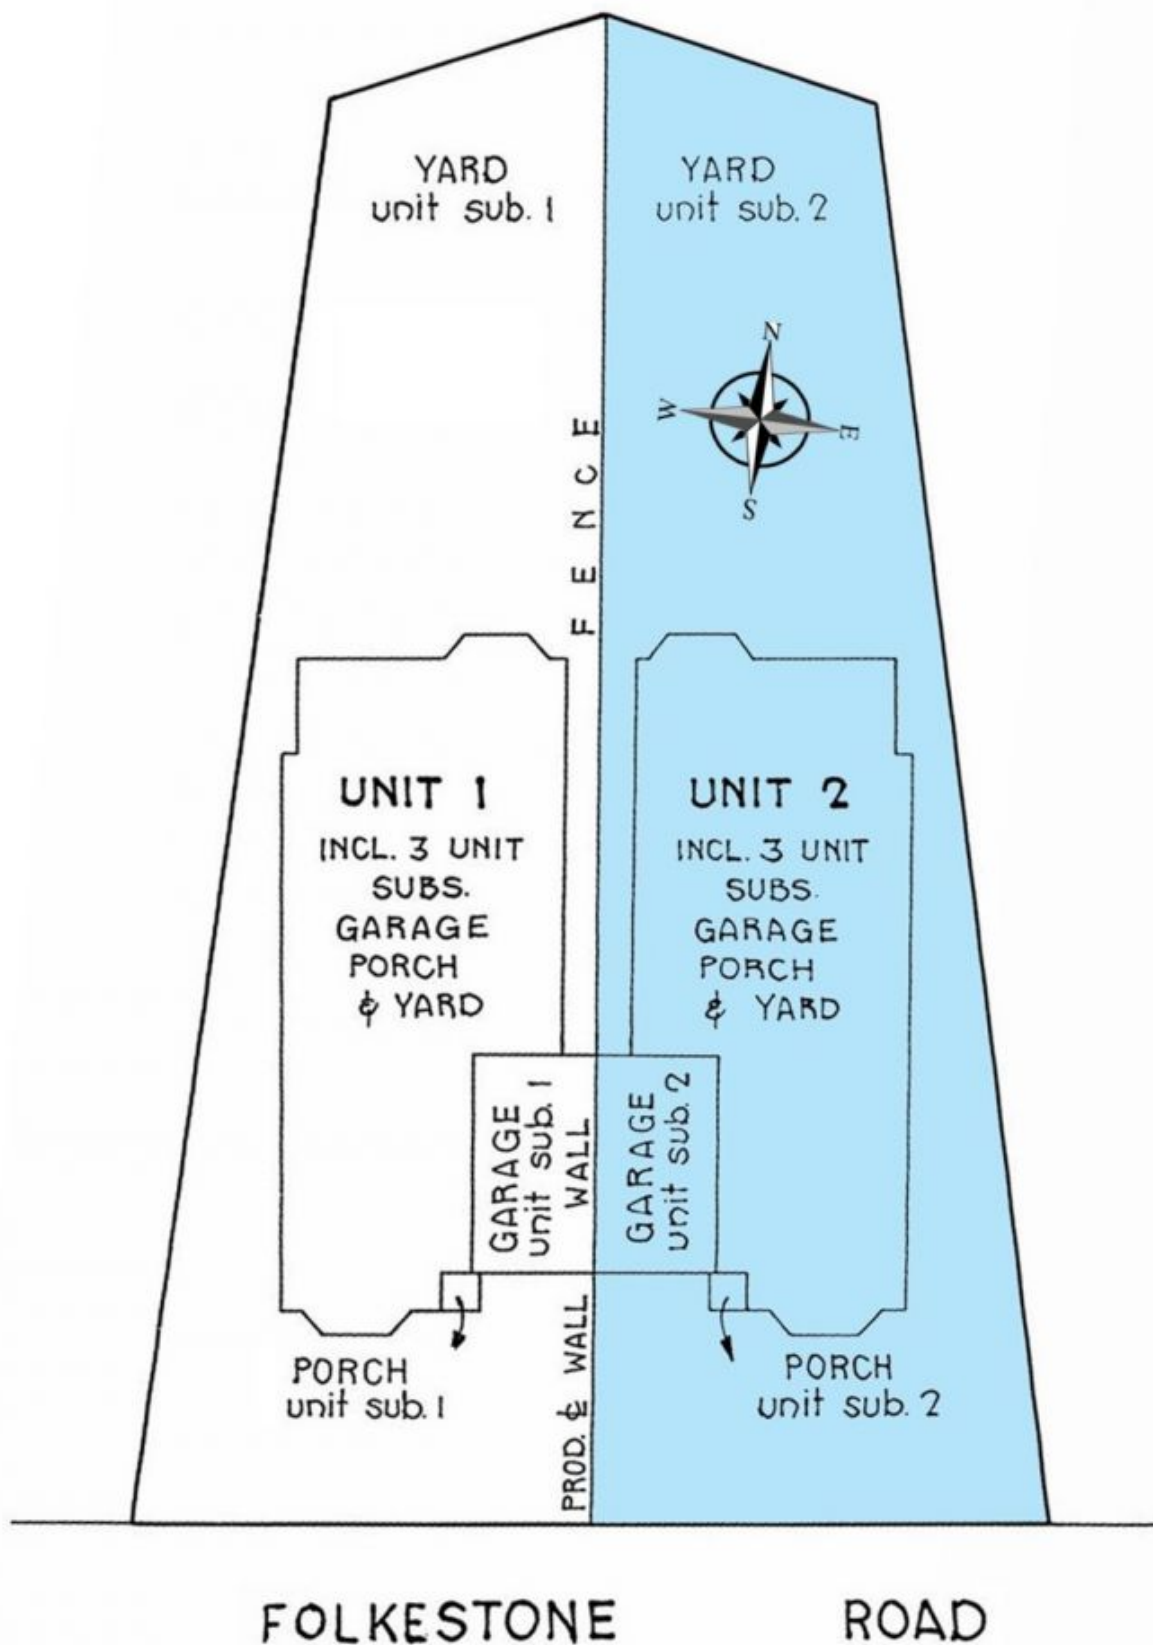 YARD
unit sub. 1
YARD
unit sub. 2
N
W
E
S
FENCE
UNIT 1
INCL. 3 UNIT
SUBS.
GARAGE
PORCH
& YARD
UNIT 2
INCL. 3 UNIT
SUBS.
GARAGE
PORCH
& YARD
GARAGE
unit sub. 1
WALL
GARAGE
unit sub. 2
PORCH
unit sub. 1
PROD. ℄ WALL
PORCH
unit sub. 2
FOLKESTONE ROAD